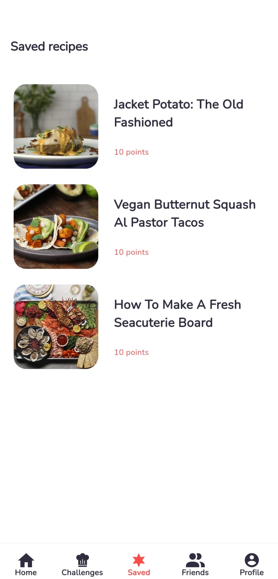 Saved recipes
Jacket Potato: The Old
Fashioned
10 points
Vegan Butternut Squash
Al Pastor Tacos
10 points
How To Make A Fresh
Seacuterie Board
10 points
Home
Challenges
Saved
Friends
Profile